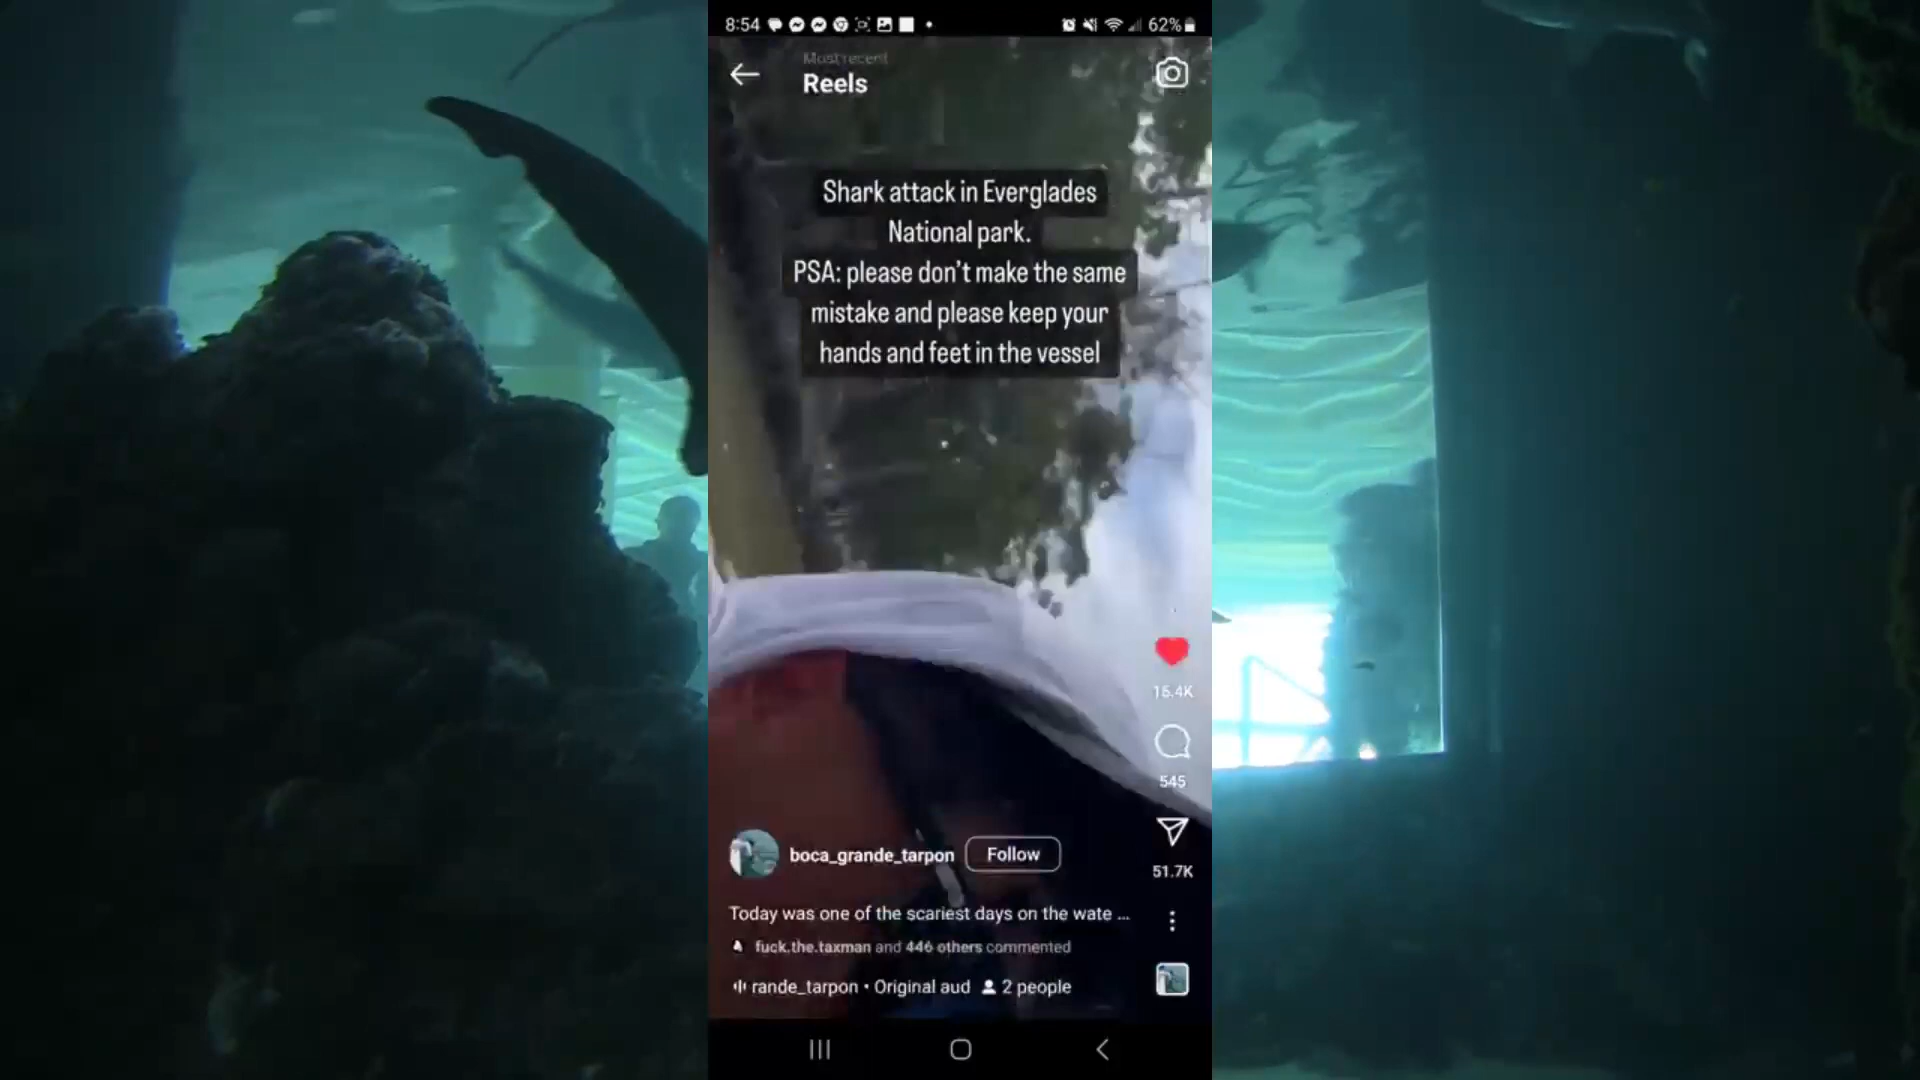 8:54
62%
Most recent
Reels
Shark attack in Everglades
National park.
PSA: please don't make the same
mistake and please keep your
hands and feet in the vessel
15.4K
545
51.7K
boca_grande_tarpon
Follow
Today was one of the scariest days on the wate ...
fuck.the.taxman and 446 others commented
rande_tarpon • Original aud
2 people